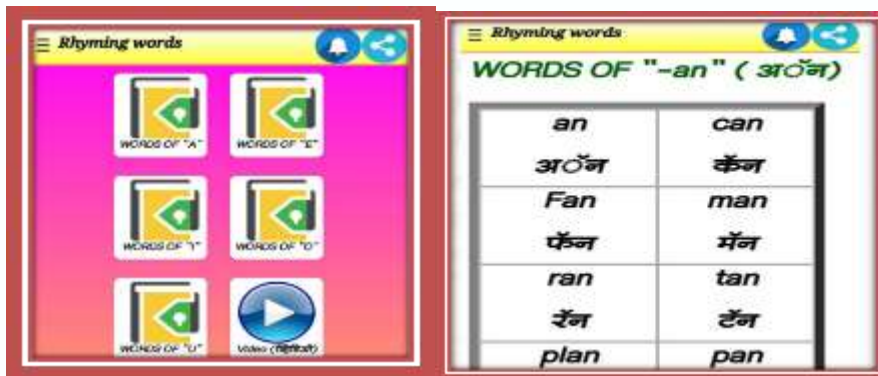 Rhyming words
WORDS OF "A" WORDS OF "E"
WORDS OF "I" WORDS OF "O"
WORDS OF "U" Video
Rhyming words
WORDS OF "-an" ( अॅन)
an can
अॅन कॅन
Fan man
फॅन मॅन
ran tan
रॅन टॅन
plan pan